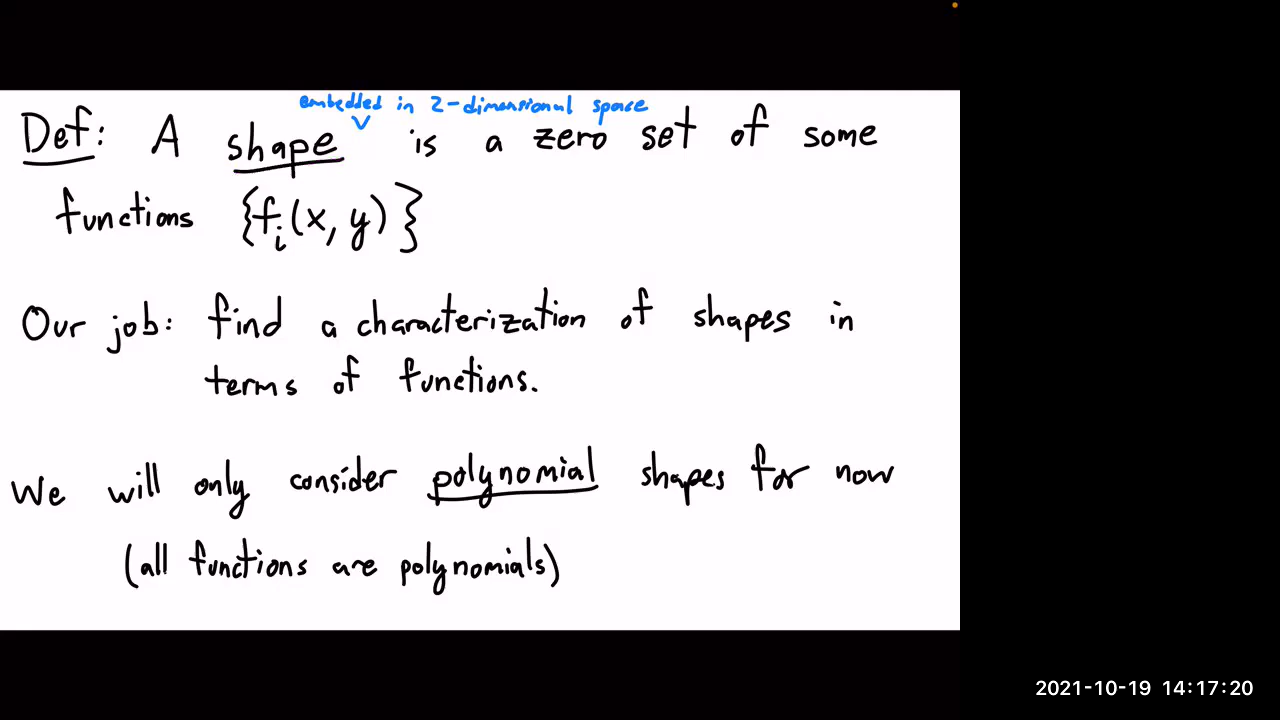 embedded in 2-dimensional space
Def: A shape is a zero set of some
functions {f_i(x, y)}
Our job: find a characterization of shapes in
terms of functions.
We will only consider polynomial shapes for now
(all functions are polynomials)
2021-10-19 14:17:20